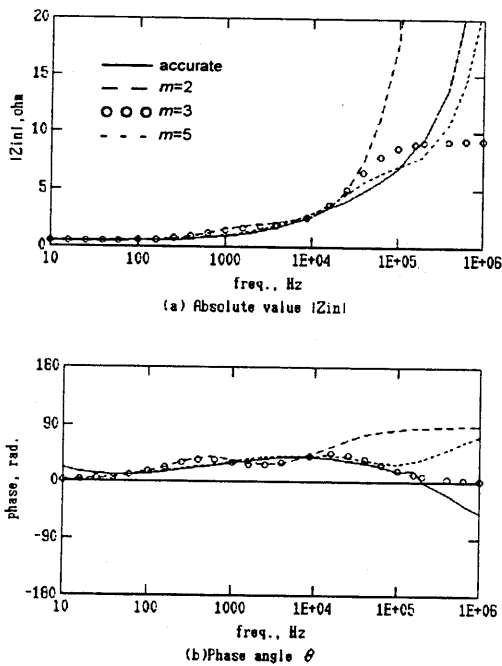 20
15
10
5
0
|Zin|,ohm
accurate
m=2
m=3
m=5
10 100 1000 1E+04 1E+05 1E+06
freq., Hz
(a) Absolute value |Zin|
180
90
0
-90
-180
phase, rad.
10 100 1000 1E+04 1E+05 1E+06
freq., Hz
(b)Phase angle θ